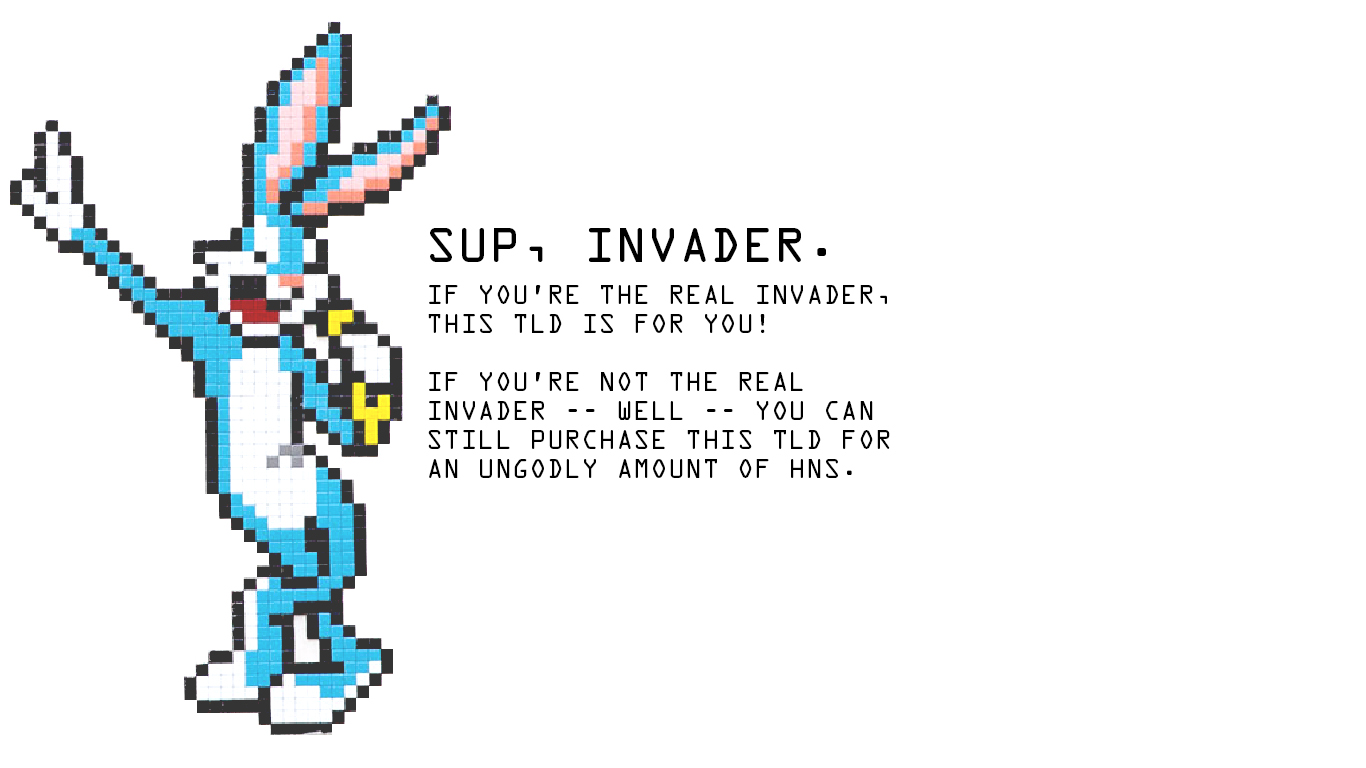 SUP, INVADER.
IF YOU'RE THE REAL INVADER,
THIS TLD IS FOR YOU!
IF YOU'RE NOT THE REAL
INVADER -- WELL -- YOU CAN
STILL PURCHASE THIS TLD FOR
AN UNGODLY AMOUNT OF HNS.